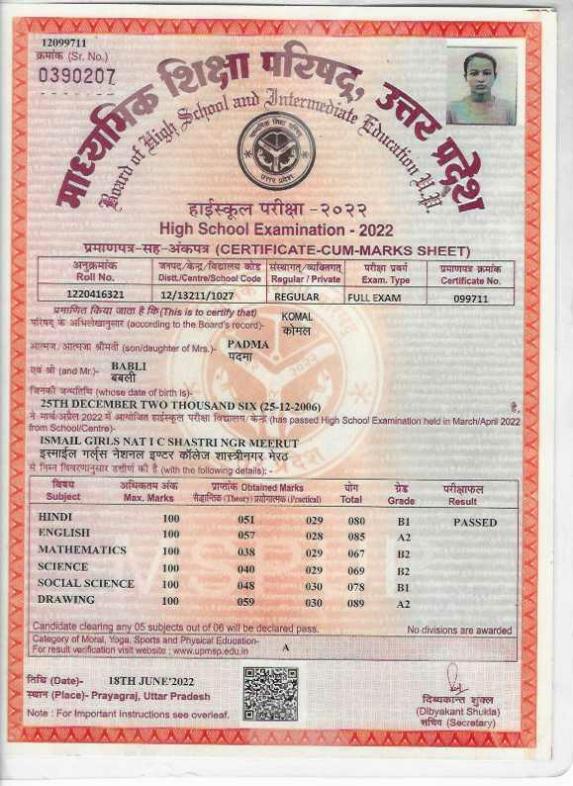 12099711
क्रमांक (Sr. No.)
0390207
माध्यमिक शिक्षा परिषद्, उत्तर प्रदेश
Board of High School and Intermediate Education U.P.
हाईस्कूल परीक्षा -२०२२
High School Examination - 2022
प्रमाणपत्र-सह-अंकपत्र (CERTIFICATE-CUM-MARKS SHEET)
अनुक्रमांक जनपद/केन्द्र/विद्यालय कोड संस्थागत/व्यक्तिगत परीक्षा प्रवर्ग प्रमाणपत्र क्रमांक
Roll No. Distt./Centre/School Code Regular / Private Exam. Type Certificate No.
1220416321 12/13211/1027 REGULAR FULL EXAM 099711
प्रमाणित किया जाता है कि(This is to certify that) KOMAL
परिषद के अभिलेखानुसार (according to the Board's record)- कोमल
आत्मज/आत्मजा श्रीमती (son/daughter of Mrs.)- PADMA
पदमा
एवं श्री (and Mr.)- BABLI
बबली
जिनकी जन्मतिथि (whose date of birth is)-
25TH DECEMBER TWO THOUSAND SIX (25-12-2006) है,
ने मार्च/अप्रैल 2022 में आयोजित हाईस्कूल परीक्षा विद्यालय/केन्द्र (has passed High School Examination held in March/April 2022
from School/Centre)-
ISMAIL GIRLS NAT I C SHASTRI NGR MEERUT
इस्माईल गर्ल्स नेशनल इण्टर कॉलेज शास्त्रीनगर मेरठ
से निम्न विवरणानुसार उत्तीर्ण की है (with the following details): -
विषय अधिकतम अंक प्राप्तांक Obtained Marks योग ग्रेड परीक्षाफल
Subject Max. Marks सैद्धान्तिक (Theory) प्रयोगात्मक (Practical) Total Grade Result
HINDI 100 051 029 080 B1 PASSED
ENGLISH 100 057 028 085 A2
MATHEMATICS 100 038 029 067 B2
SCIENCE 100 040 029 069 B2
SOCIAL SCIENCE 100 048 030 078 B1
DRAWING 100 059 030 089 A2
Candidate clearing any 05 subjects out of 06 will be declared pass. No divisions are awarded
Category of Moral, Yoga, Sports and Physical Education- A
For result verification visit website : www.upmsp.edu.in
तिथि (Date)- 18TH JUNE'2022
स्थान (Place)- Prayagraj, Uttar Pradesh
Note : For Important Instructions see overleaf.
दिब्यकान्त शुक्ल
(Dibyakant Shukla)
सचिव (Secretary)